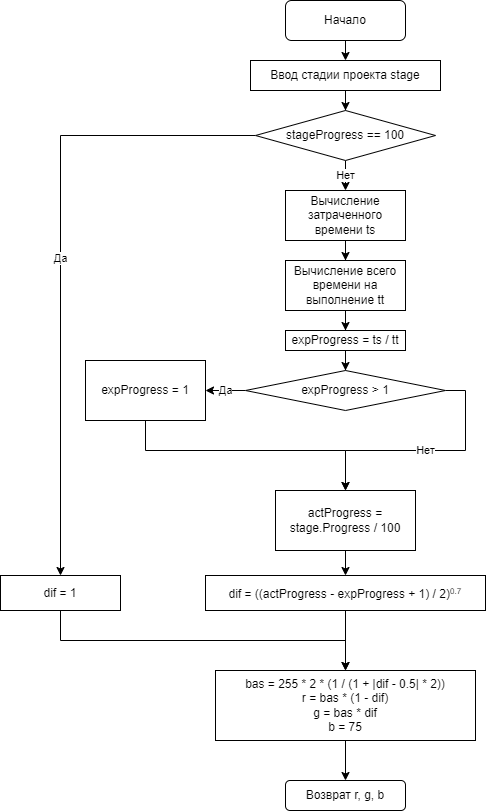 Начало
Ввод стадии проекта stage
stageProgress == 100
Нет
Вычисление
затраченного
времени ts
Да
Вычисление всего
времени на
выполнение tt
expProgress = ts / tt
expProgress = 1
Да
expProgress > 1
Нет
actProgress =
stage.Progress / 100
dif = 1
dif = ((actProgress - expProgress + 1) / 2)^0.7
bas = 255 * 2 * (1 / (1 + |dif - 0.5| * 2))
r = bas * (1 - dif)
g = bas * dif
b = 75
Возврат r, g, b